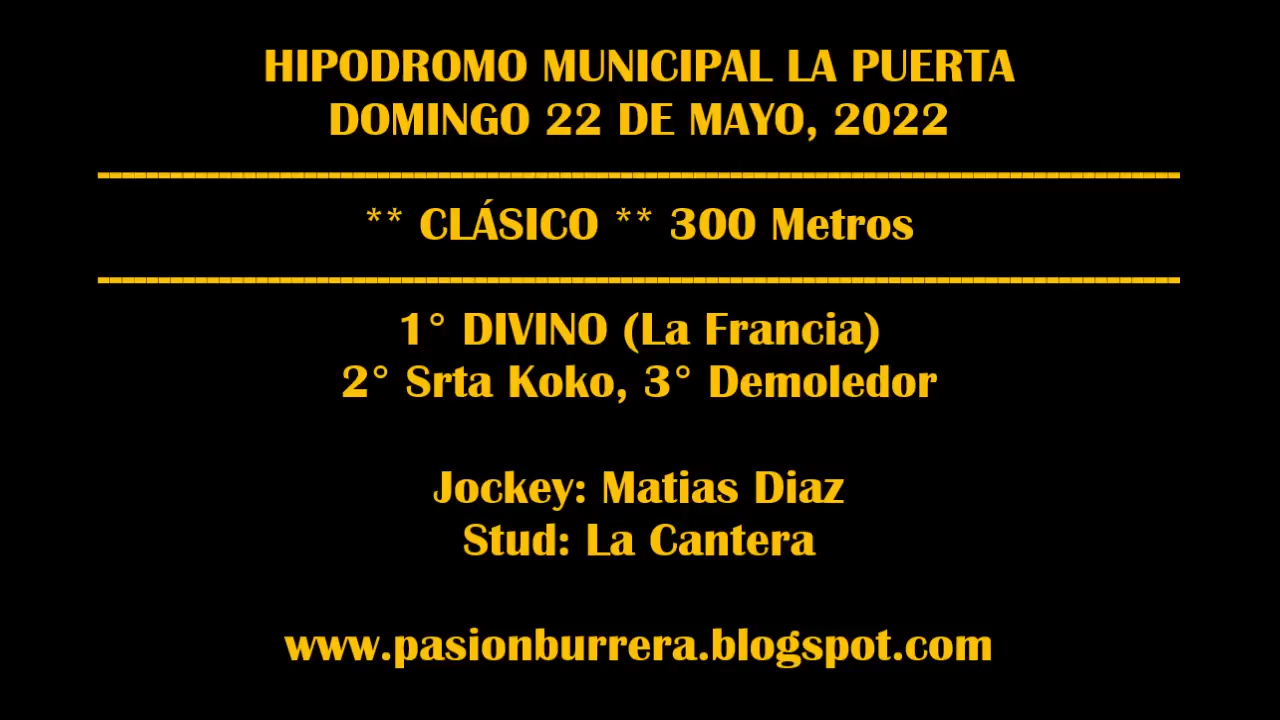 HIPODROMO MUNICIPAL LA PUERTA
DOMINGO 22 DE MAYO, 2022
** CLÁSICO ** 300 Metros
1° DIVINO (La Francia)
2° Srta Koko, 3° Demoledor
Jockey: Matias Diaz
Stud: La Cantera
www.pasionburrera.blogspot.com